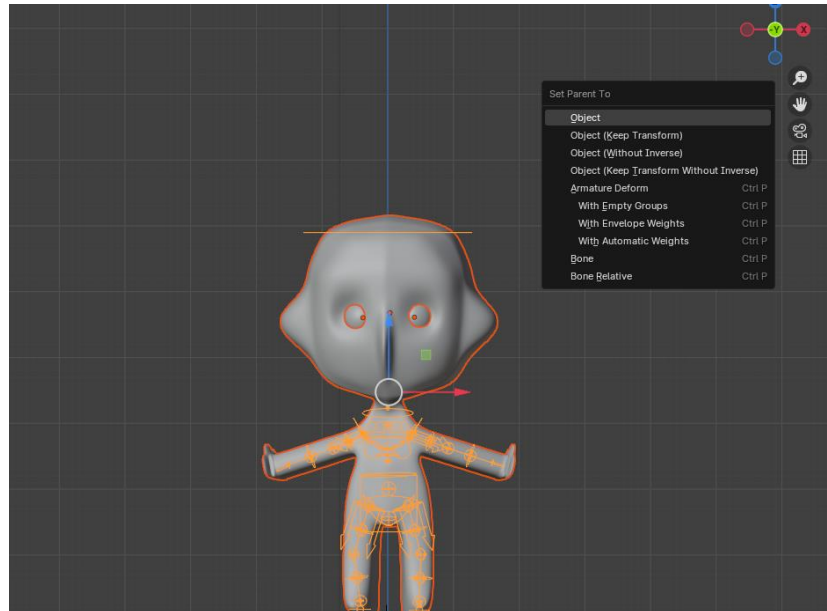 -Y
X
Set Parent To
Object
Object (Keep Transform)
Object (Without Inverse)
Object (Keep Transform Without Inverse)
Armature Deform Ctrl P
With Empty Groups Ctrl P
With Envelope Weights Ctrl P
With Automatic Weights Ctrl P
Bone Ctrl P
Bone Relative Ctrl P